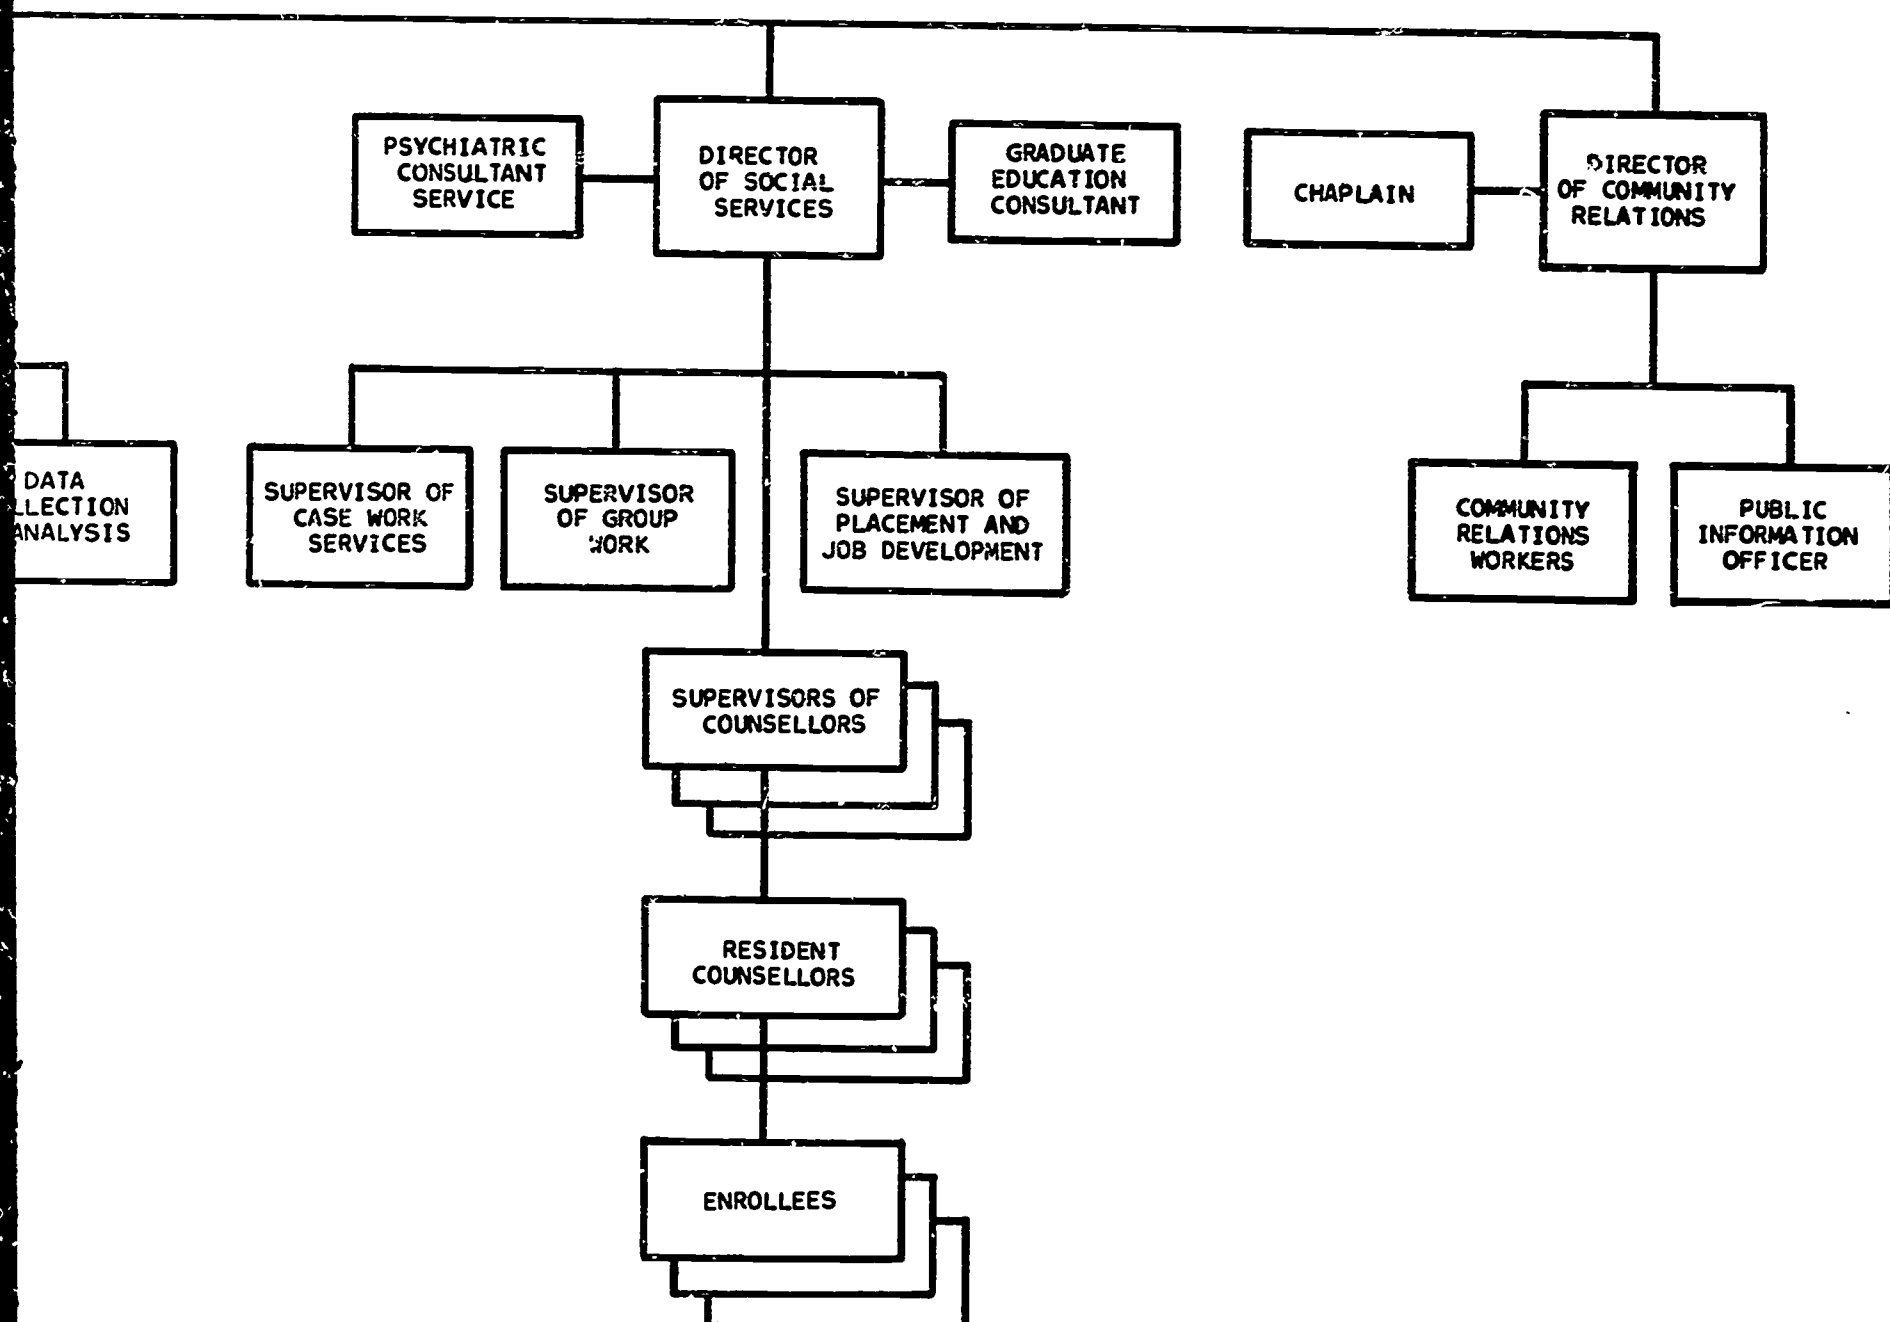 PSYCHIATRIC
CONSULTANT
SERVICE
DIRECTOR
OF SOCIAL
SERVICES
GRADUATE
EDUCATION
CONSULTANT
CHAPLAIN
DIRECTOR
OF COMMUNITY
RELATIONS
DATA
LLECTION
ANALYSIS
SUPERVISOR OF
CASE WORK
SERVICES
SUPERVISOR
OF GROUP
WORK
SUPERVISOR OF
PLACEMENT AND
JOB DEVELOPMENT
COMMUNITY
RELATIONS
WORKERS
PUBLIC
INFORMATION
OFFICER
SUPERVISORS OF
COUNSELLORS
RESIDENT
COUNSELLORS
ENROLLEES